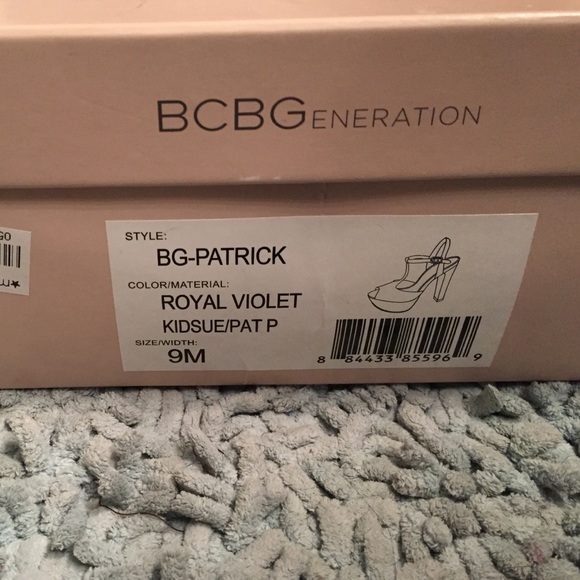 BCBGENERATION
STYLE:
BG-PATRICK
COLOR/MATERIAL:
ROYAL VIOLET
KIDSUE/PAT P
SIZE/WIDTH:
9M
8 84433 85596 9